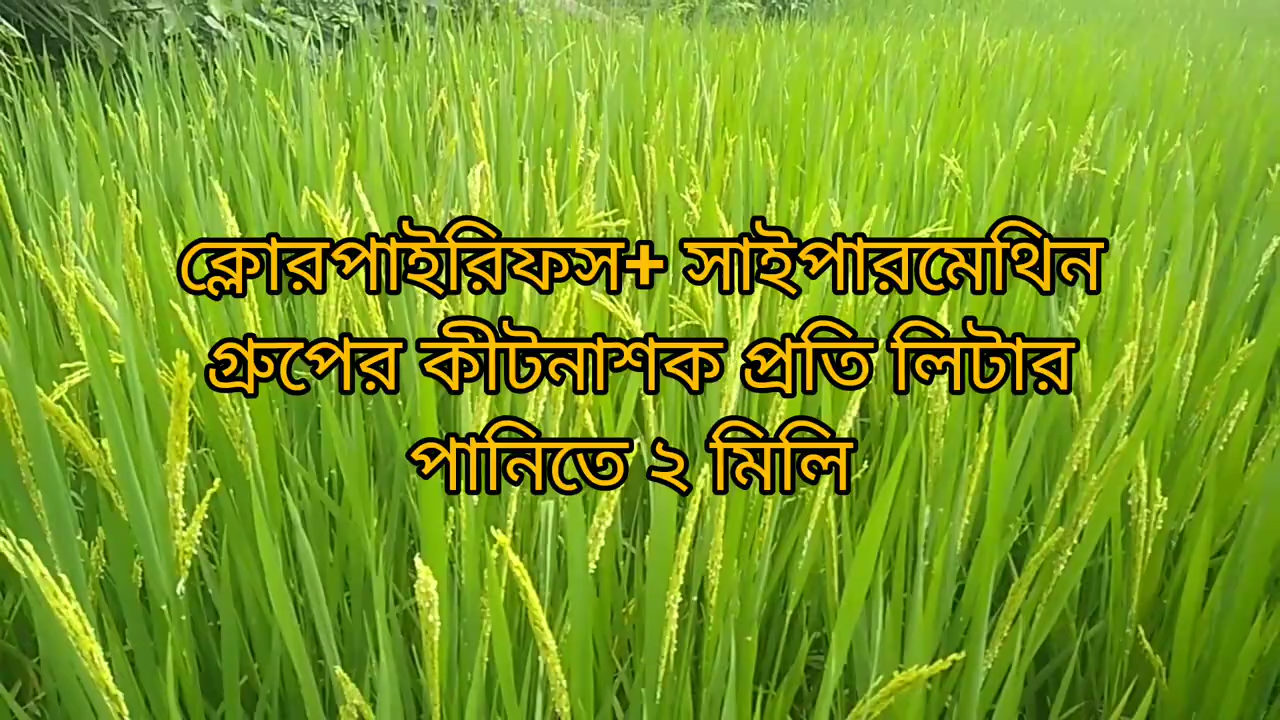 ক্লোরপাইরিফস+ সাইপারমেথিন
গ্রুপের কীটনাশক প্রতি লিটার
পানিতে ২ মিলি